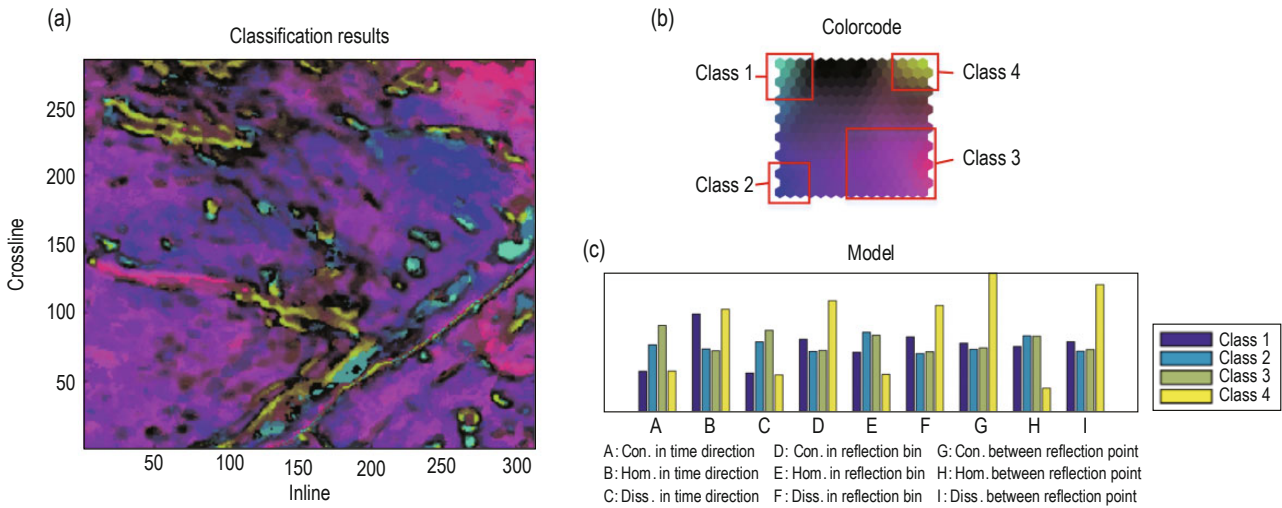 (a)
Classification results
250
200
150
100
50
Crossline
50 100 150 200 250 300
Inline
(b)
Colorcode
Class 1
Class 4
Class 3
Class 2
(c)
Model
A B C D E F G H I
Class 1
Class 2
Class 3
Class 4
A: Con. in time direction D: Con. in reflection bin G: Con. between reflection point
B: Hom. in time direction E: Hom. in reflection bin H: Hom. between reflection point
C: Diss. in time direction F: Diss. in reflection bin I: Diss. between reflection point